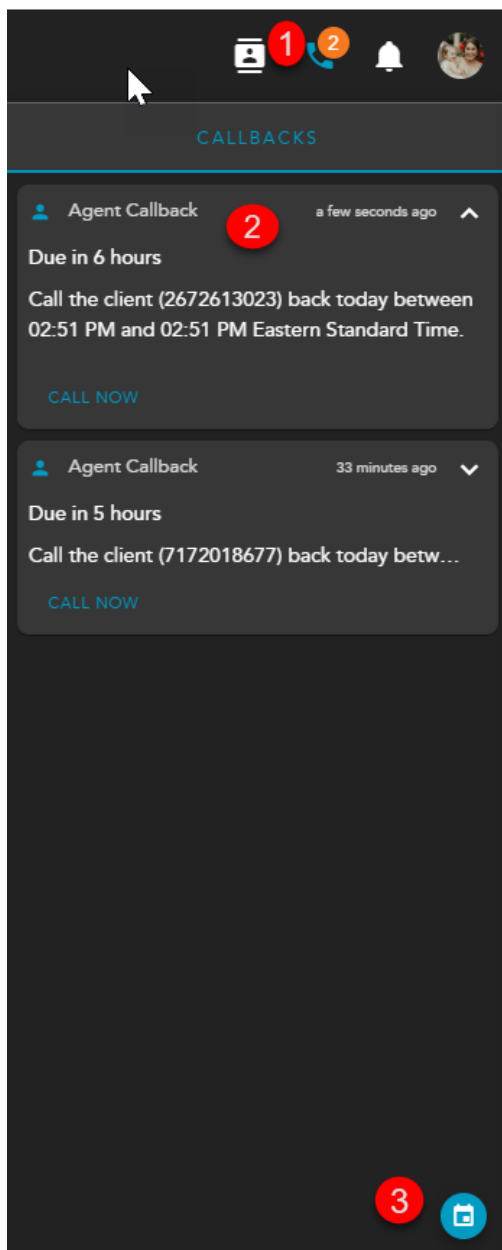 1
2
CALLBACKS
Agent Callback
2
a few seconds ago
Due in 6 hours
Call the client (2672613023) back today between
02:51 PM and 02:51 PM Eastern Standard Time.
CALL NOW
Agent Callback
33 minutes ago
Due in 5 hours
Call the client (7172018677) back today betw...
CALL NOW
3